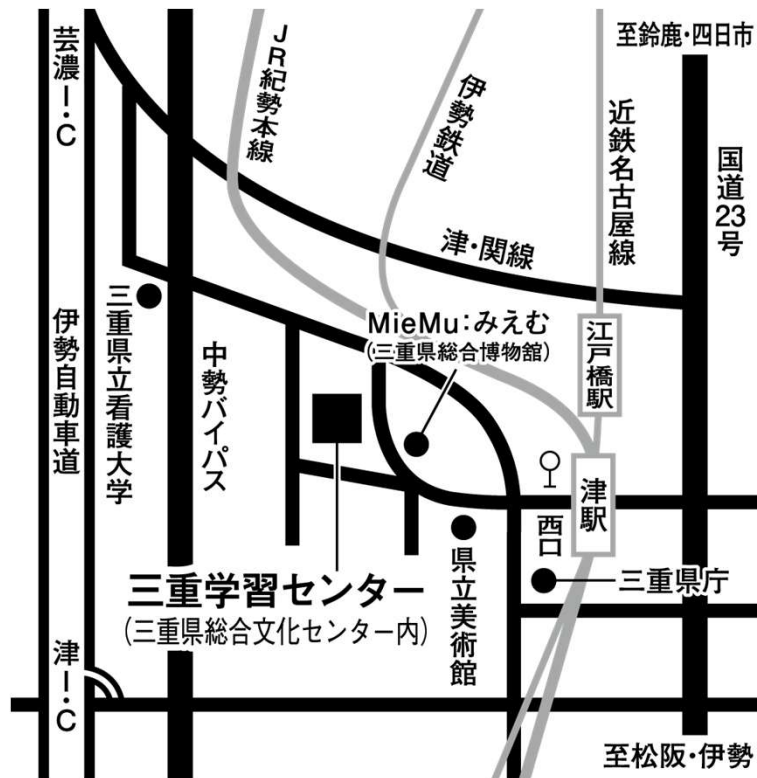 芸濃I・C
JR紀勢本線
伊勢鉄道
近鉄名古屋線
至鈴鹿・四日市
国道23号
津・関線
三重県立看護大学
伊勢自動車道
中勢バイパス
MieMu:みえむ
(三重県総合博物館)
江戸橋駅
津駅
西口
三重県庁
県立美術館
三重学習センター
(三重県総合文化センター内)
津I・C
至松阪・伊勢